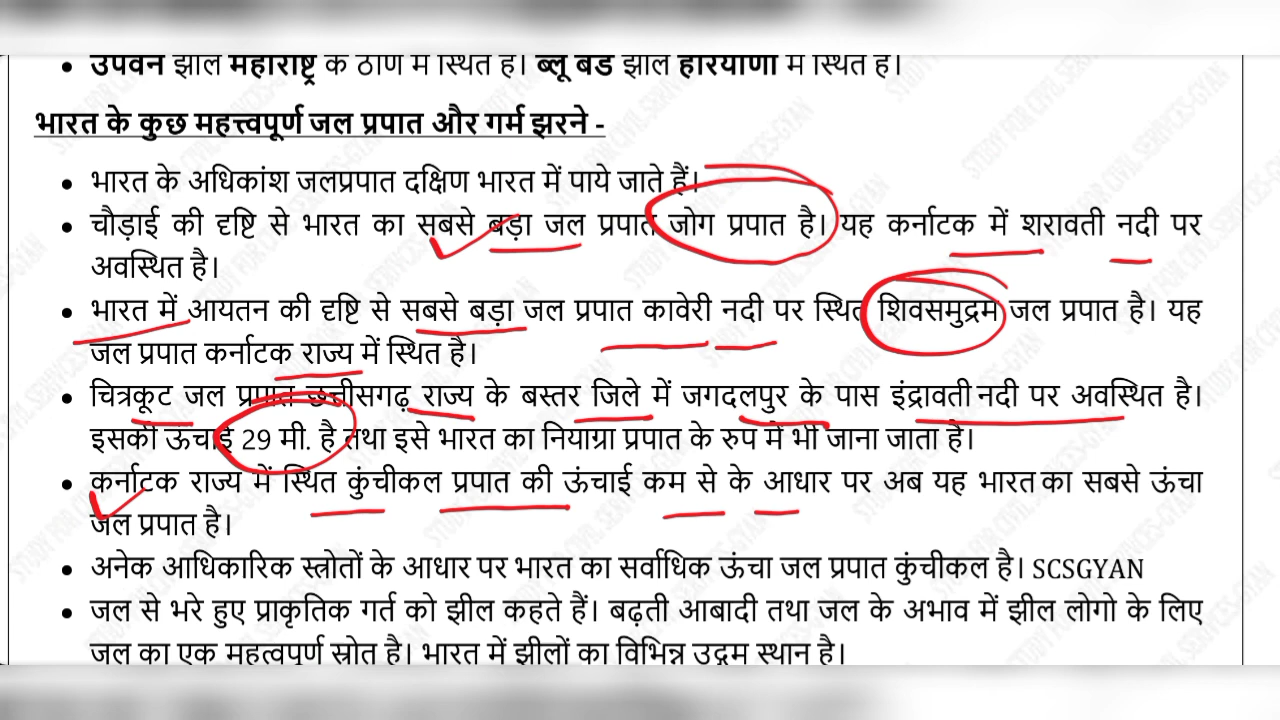 उपवन झील महाराष्ट्र के ठाणे में स्थित है। ब्लू बर्ड झील हरियाणा में स्थित है।
भारत के कुछ महत्त्वपूर्ण जल प्रपात और गर्म झरने -
भारत के अधिकांश जलप्रपात दक्षिण भारत में पाये जाते हैं।
चौड़ाई की दृष्टि से भारत का सबसे बड़ा जल प्रपात जोग प्रपात है। यह कर्नाटक में शरावती नदी पर
अवस्थित है।
भारत में आयतन की दृष्टि से सबसे बड़ा जल प्रपात कावेरी नदी पर स्थित शिवसमुद्रम जल प्रपात है। यह
जल प्रपात कर्नाटक राज्य में स्थित है।
चित्रकूट जल प्रपात छत्तीसगढ़ राज्य के बस्तर जिले में जगदलपुर के पास इंद्रावती नदी पर अवस्थित है।
इसकी ऊंचाई 29 मी. है तथा इसे भारत का नियाग्रा प्रपात के रुप में भी जाना जाता है।
कर्नाटक राज्य में स्थित कुंचीकल प्रपात की ऊंचाई कम से के आधार पर अब यह भारत का सबसे ऊंचा
जल प्रपात है।
अनेक आधिकारिक स्त्रोतों के आधार पर भारत का सर्वाधिक ऊंचा जल प्रपात कुंचीकल है। SCSGYAN
जल से भरे हुए प्राकृतिक गर्त को झील कहते हैं। बढ़ती आबादी तथा जल के अभाव में झील लोगो के लिए
जल का एक महत्वपूर्ण स्रोत है। भारत में झीलों का विभिन्न उद्गम स्थान है।